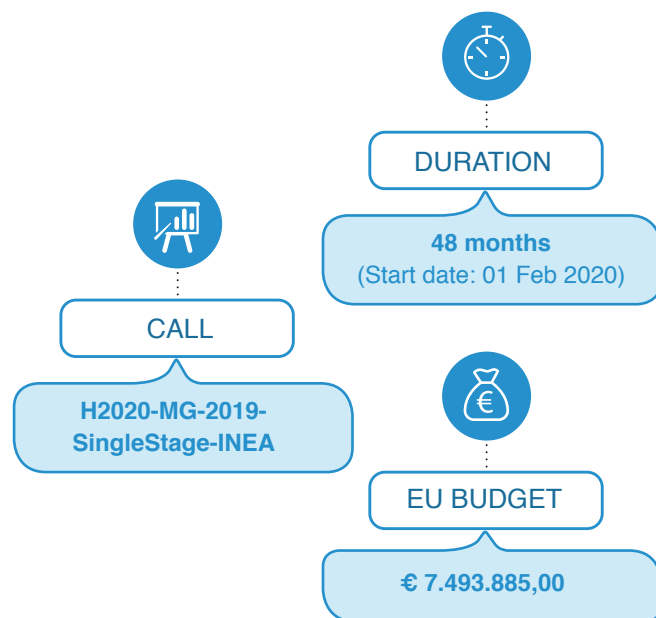 DURATION
48 months
(Start date: 01 Feb 2020)
CALL
H2020-MG-2019-
SingleStage-INEA
€
EU BUDGET
€ 7.493.885,00